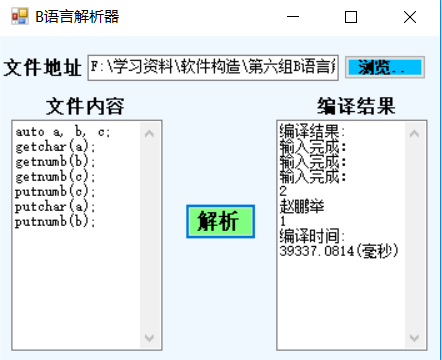 B语言解析器
文件地址 F:\学习资料\软件构造\第六组B语言解 浏览..
文件内容
auto a, b, c;
getchar(a);
getnumb(b);
getnumb(c);
putnumb(c);
putchar(a);
putnumb(b);
解析
编译结果
编译结果:
输入完成:
输入完成:
输入完成:
2
赵鹏举
1
编译时间:
39337.0814(毫秒)